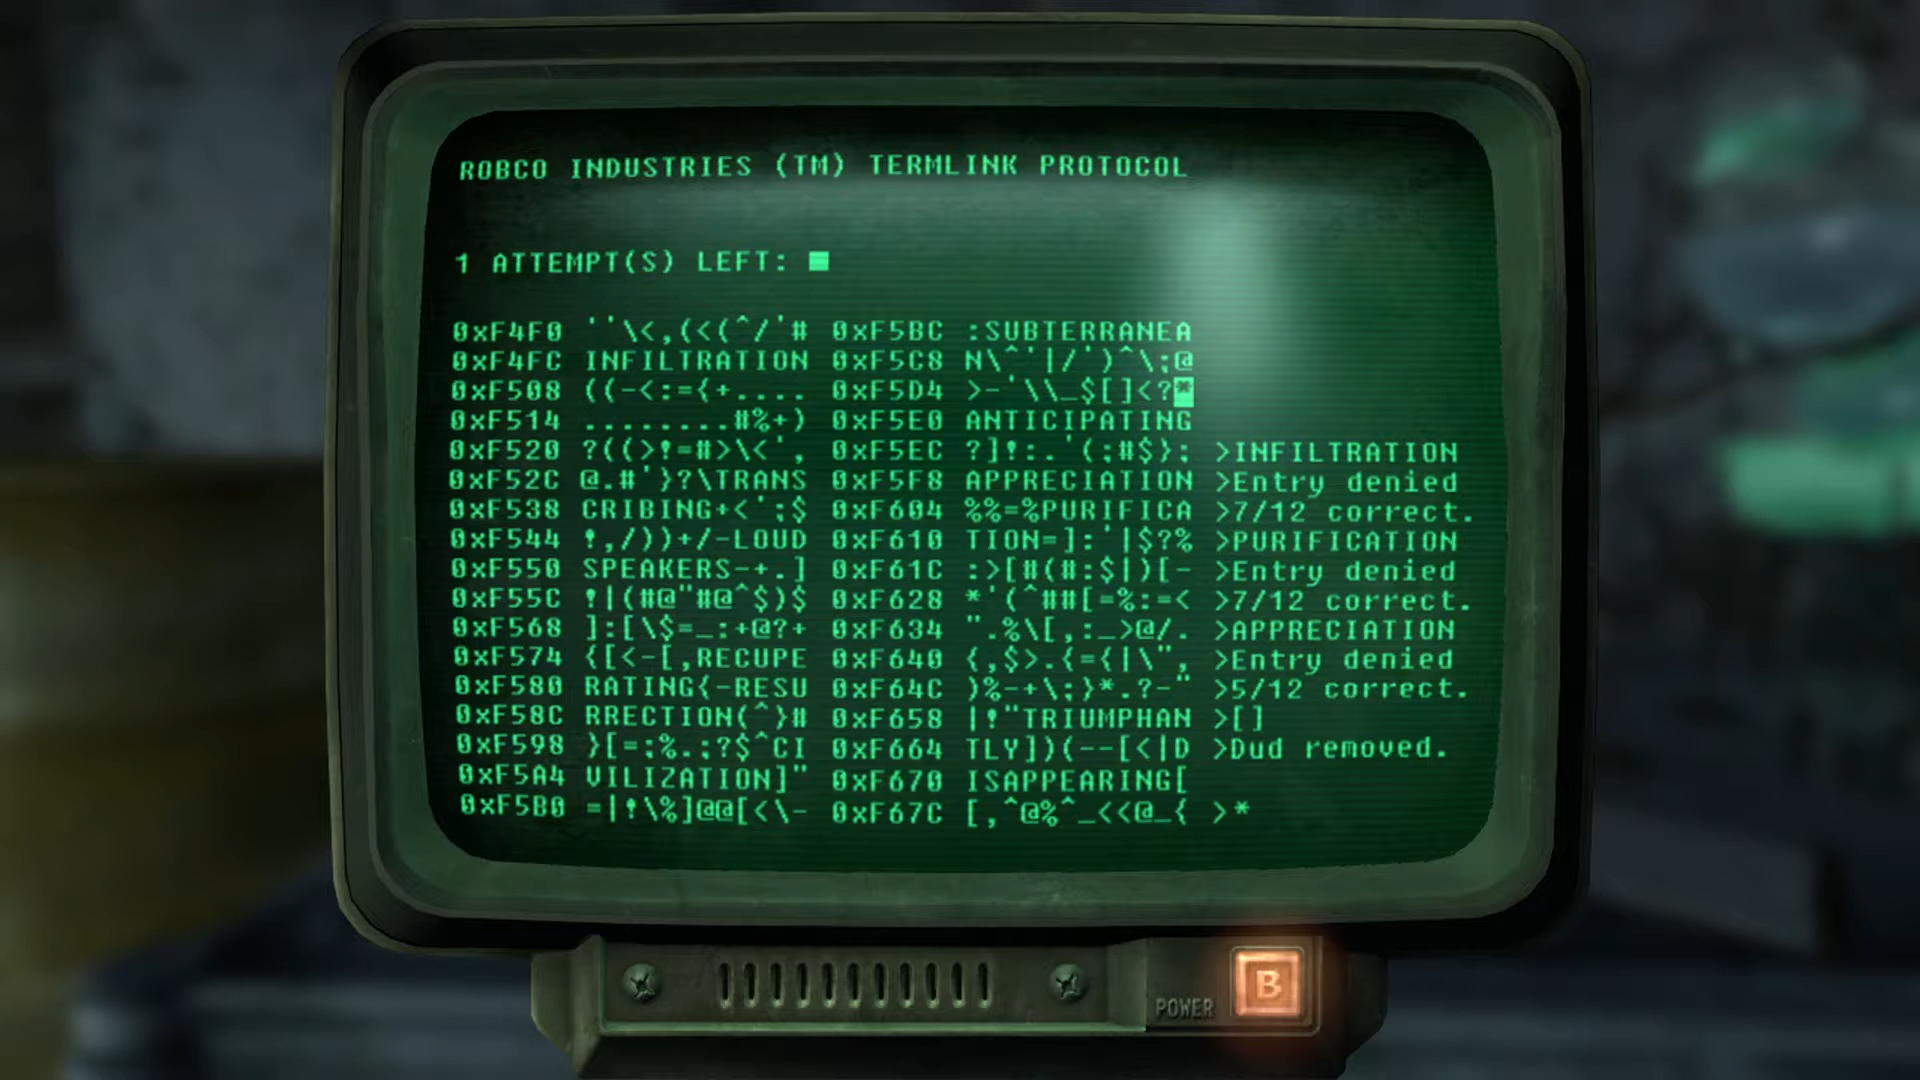 ROBCO INDUSTRIES (TM) TERMLINK PROTOCOL
1 ATTEMPT(S) LEFT: ■
0xF4F0 '`\<,(<(^/'# 0xF5BC :SUBTERRANEA
0xF4FC INFILTRATION 0xF5C8 N\^'|/')^\;@
0xF508 ((-<:={+.... 0xF5D4 >-'\\_$[]<?*
0xF514 ........#%+) 0xF5E0 ANTICIPATING
0xF520 ?((>!=#>\<', 0xF5EC ?]!:.'(;#$}; >INFILTRATION
0xF52C @.#'}?\TRANS 0xF5F8 APPRECIATION >Entry denied
0xF538 CRIBING+<';$ 0xF604 %%=%PURIFICA >7/12 correct.
0xF544 !,/))+/-LOUD 0xF610 TION=]:'|$?% >PURIFICATION
0xF550 SPEAKERS-+.] 0xF61C :>[#(#:$|)[- >Entry denied
0xF55C !|(#@"#@^$)$ 0xF628 *'(^##[=%:=< >7/12 correct.
0xF568 ]:[\$=_:+@?+ 0xF634 ".%\[,:_>@/. >APPRECIATION
0xF574 {[<-[,RECUPE 0xF640 {,$>.{={|\", >Entry denied
0xF580 RATING{-RESU 0xF64C )%-+\;}*.?-" >5/12 correct.
0xF58C RRECTION(^}# 0xF658 |!"TRIUMPHAN >[]
0xF598 }[=;%.;?$^CI 0xF664 TLY])(--[<|D >Dud removed.
0xF5A4 VILIZATION]" 0xF670 ISAPPEARING[
0xF5B0 =|!\%]@@[<\- 0xF67C [,^@%^_<<@_{ >*
POWER
B